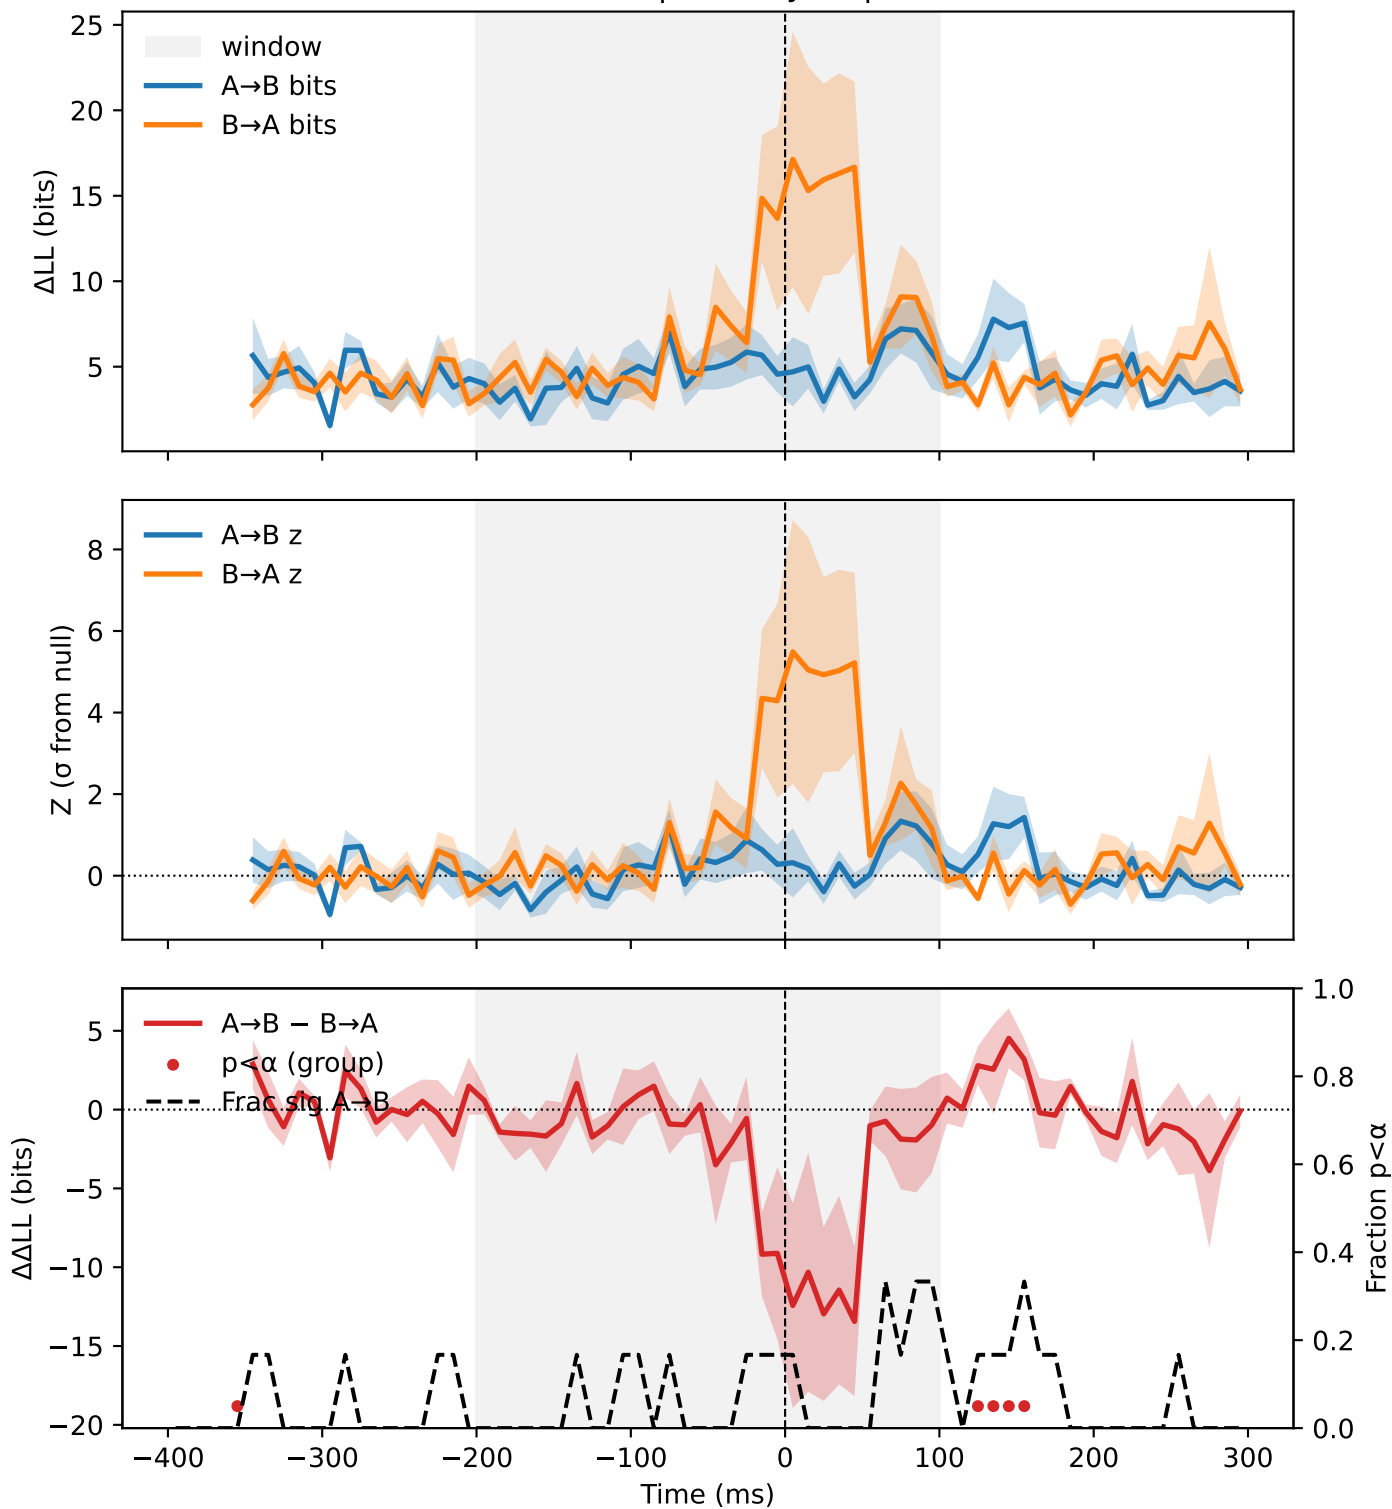 25
20
15
10
5
ΔLL (bits)
window
A→B bits
B→A bits
8
6
4
2
0
Z (σ from null)
A→B z
B→A z
5
0
−5
−10
−15
−20
ΔΔLL (bits)
A→B − B→A
p<α (group)
Frac sig A→B
1.0
0.8
0.6
0.4
0.2
0.0
Fraction p<α
−400 −300 −200 −100 0 100 200 300
Time (ms)